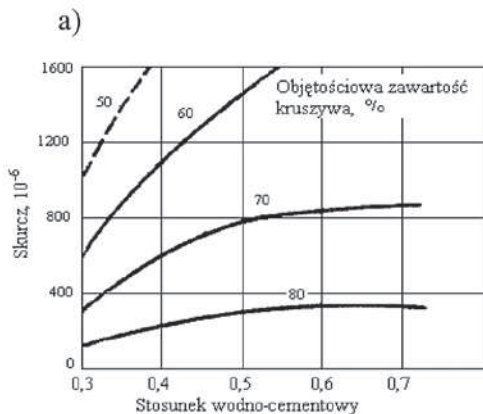 a)
1600
1200
800
400
0
Skurcz, 10⁻⁶
50
60
70
80
Objętościowa zawartość
kruszywa, %
0,3
0,4
0,5
0,6
0,7
Stosunek wodno-cementowy